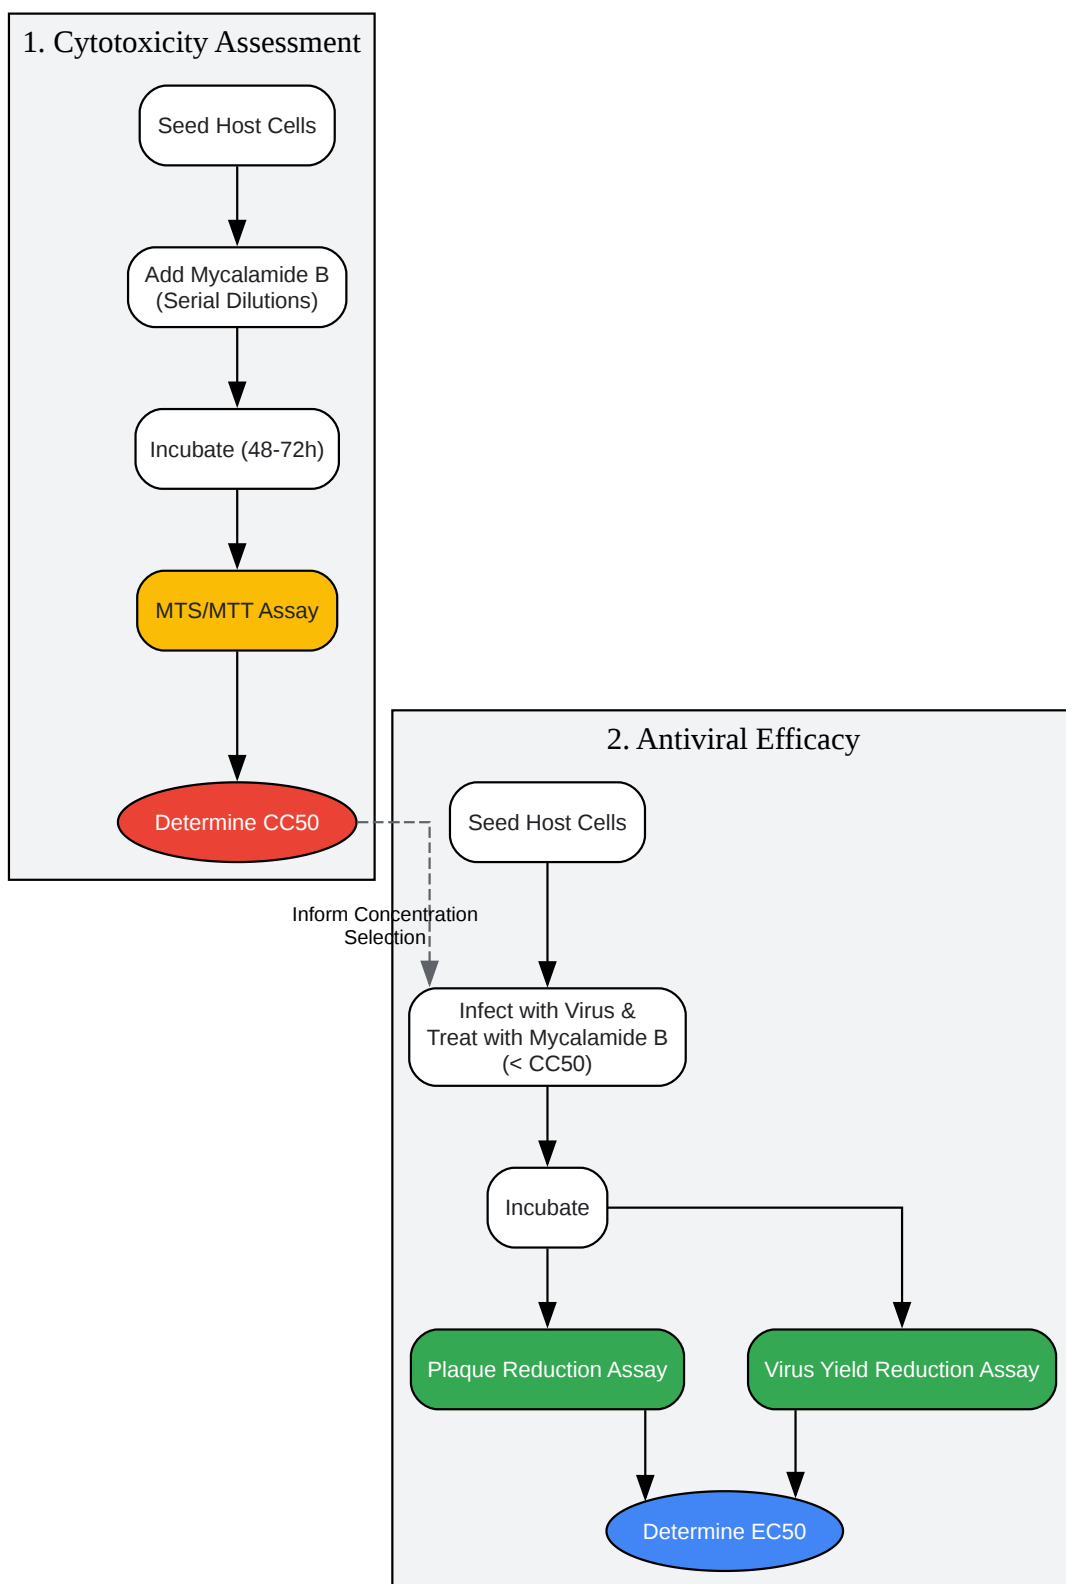 1. Cytotoxicity Assessment
Seed Host Cells
Add Mycalamide B
(Serial Dilutions)
Incubate (48-72h)
MTS/MTT Assay
Determine CC50
Inform Concentration
Selection
2. Antiviral Efficacy
Seed Host Cells
Infect with Virus &
Treat with Mycalamide B
(< CC50)
Incubate
Plaque Reduction Assay
Virus Yield Reduction Assay
Determine EC50